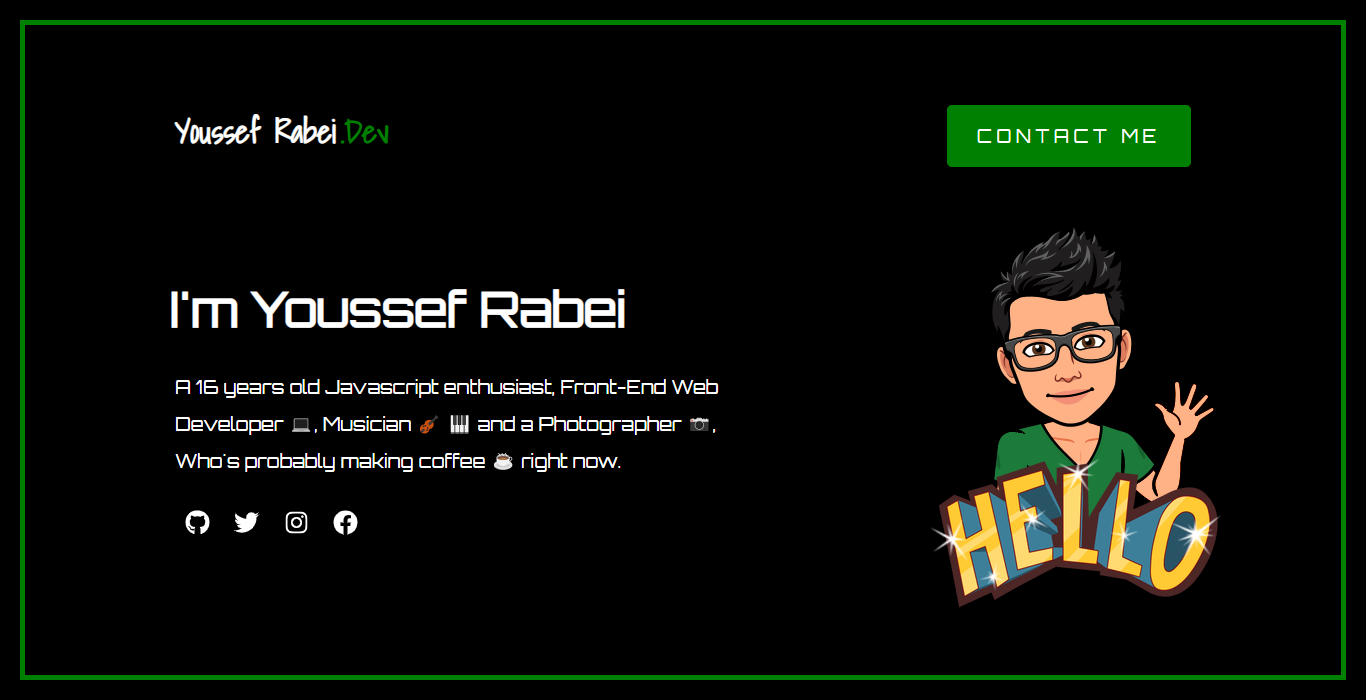 Youssef Rabei.Dev
CONTACT ME
I'm Youssef Rabei
A 16 years old Javascript enthusiast, Front-End Web
Developer 💻, Musician 🎻 🎹 and a Photographer 📷,
Who's probably making coffee ☕ right now.
HELLO